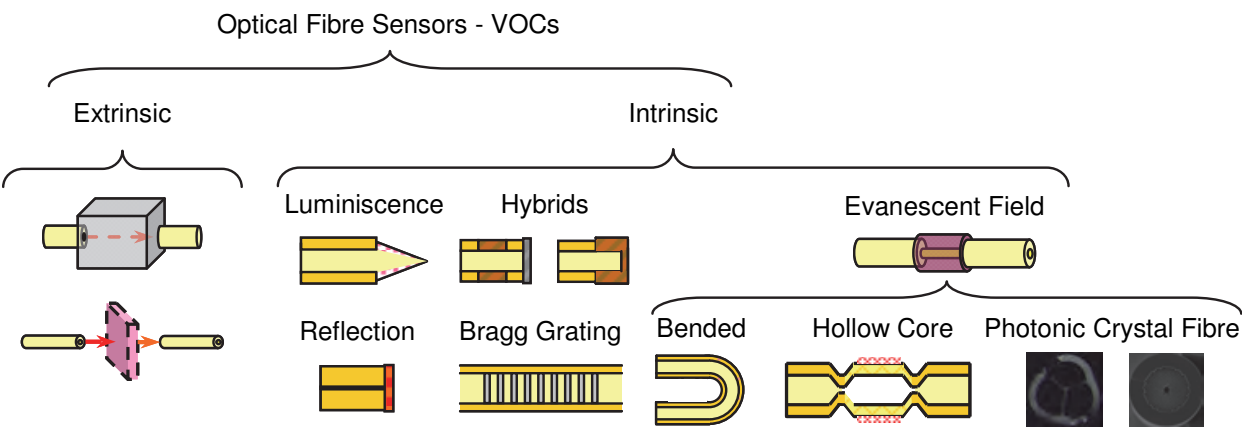 Optical Fibre Sensors - VOCs
Extrinsic
Intrinsic
Luminiscence
Hybrids
Evanescent Field
Reflection
Bragg Grating
Bended
Hollow Core
Photonic Crystal Fibre